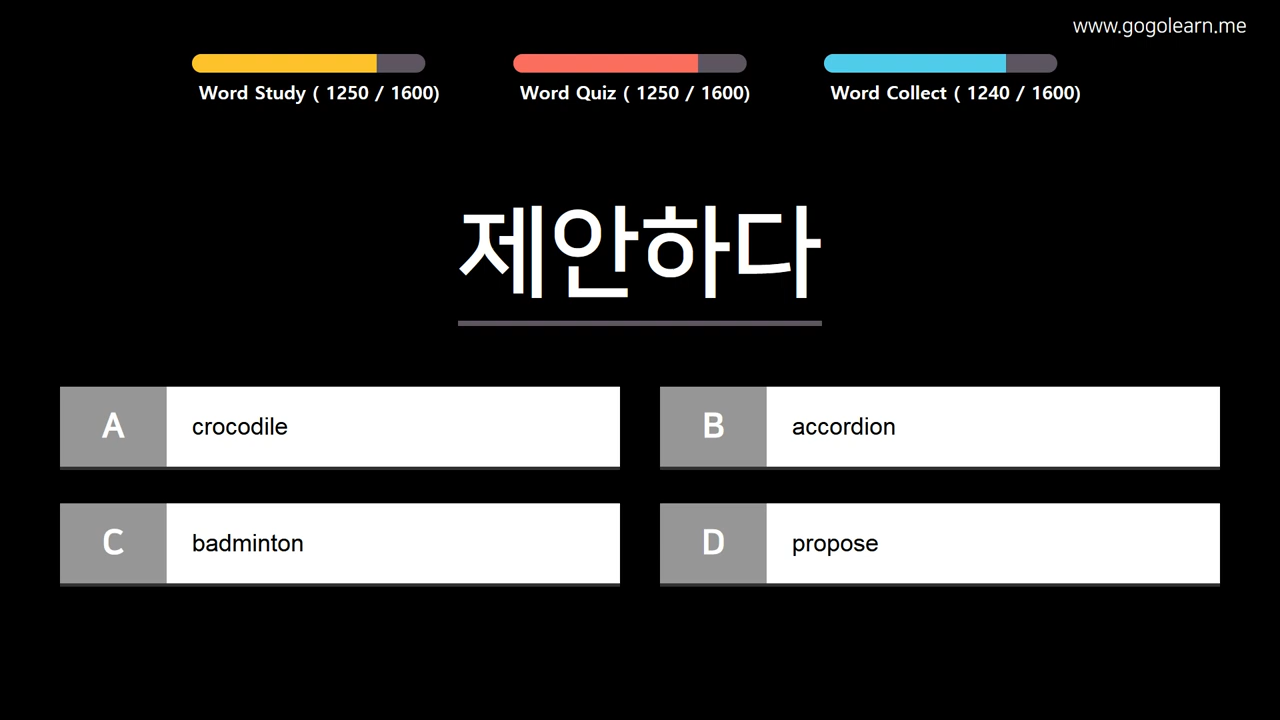 www.gogolearn.me
Word Study ( 1250 / 1600)
Word Quiz ( 1250 / 1600)
Word Collect ( 1240 / 1600)
제안하다
A crocodile
B accordion
C badminton
D propose